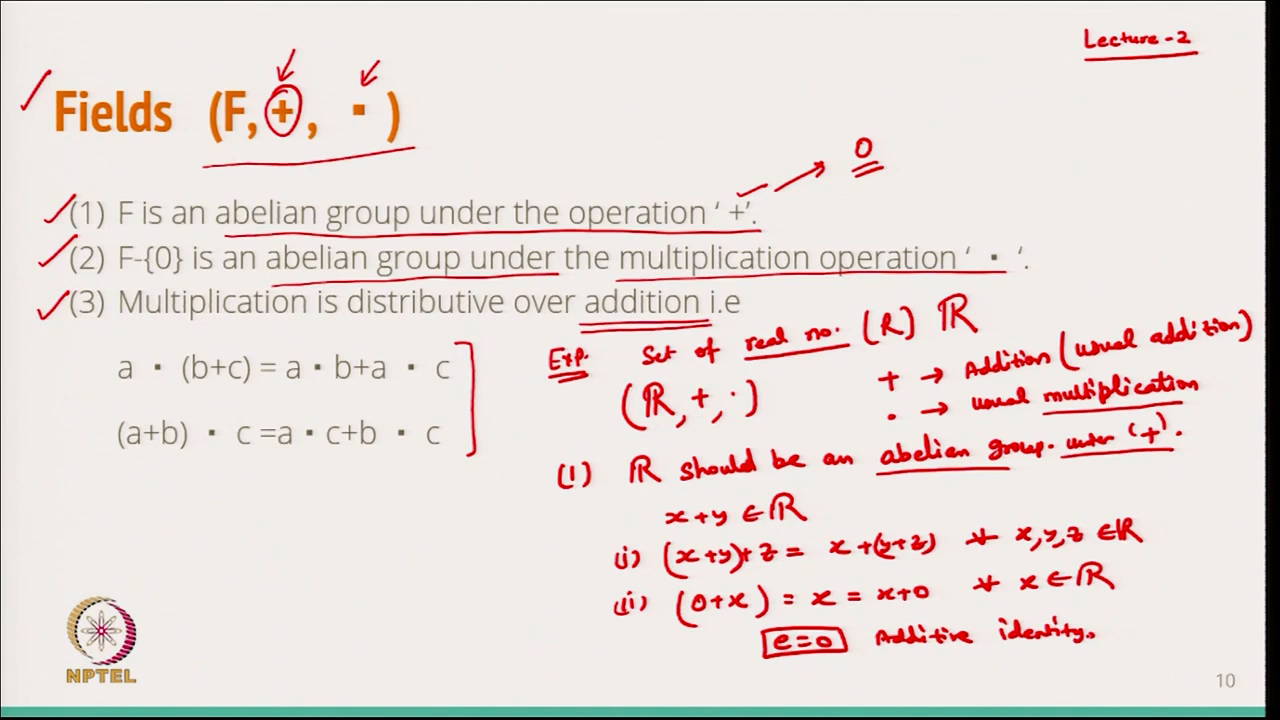 Lecture-2
Fields (F, +, ▪ )
0
(1) F is an abelian group under the operation ‘ +’.
(2) F-{0} is an abelian group under the multiplication operation ‘ ▪ ‘.
(3) Multiplication is distributive over addition i.e
a ▪ (b+c) = a ▪ b+a ▪ c
(a+b) ▪ c =a ▪ c+b ▪ c
Exp. Set of real no. (R) ℝ
(ℝ, +, ·)
+ → Addition (usual addition)
· → usual multiplication
(1) ℝ should be an abelian group. under (+).
x+y ∈ ℝ
(i) (x+y)+z = x+(y+z) ∀ x,y,z ∈ ℝ
(ii) (0+x) = x = x+0 ∀ x ∈ ℝ
e=0 Additive identity.
NPTEL
10